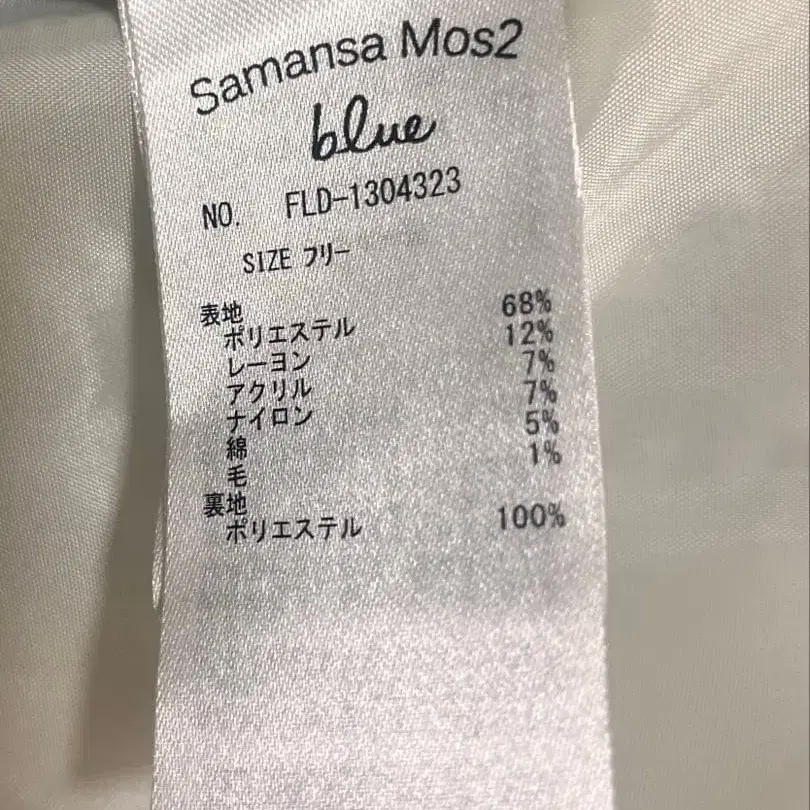 Samansa Mos2
blue
NO. FLD-1304323
SIZE フリー
表地
ポリエステル 68%
レーヨン 12%
アクリル 7%
ナイロン 7%
綿 5%
毛 1%
裏地
ポリエステル 100%